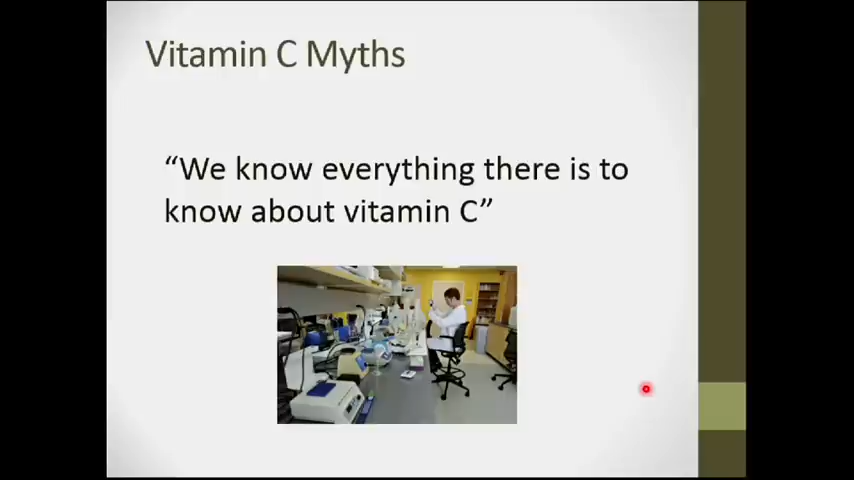 Vitamin C Myths
“We know everything there is to
know about vitamin C”